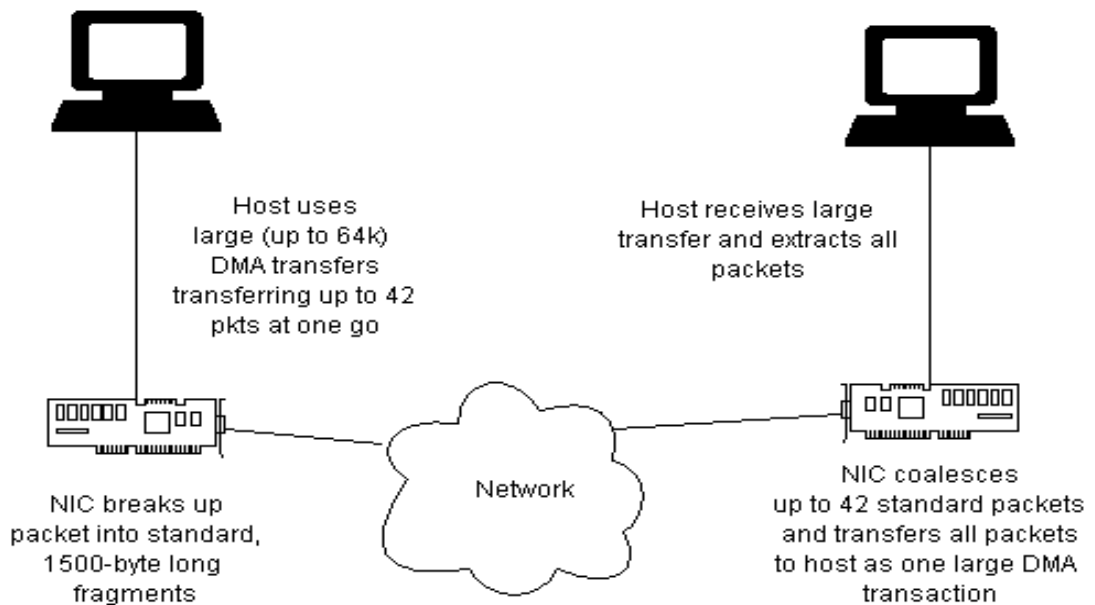 Host uses
large (up to 64k)
DMA transfers
transferring up to 42
pkts at one go
Host receives large
transfer and extracts all
packets
Network
NIC breaks up
packet into standard,
1500-byte long
fragments
NIC coalesces
up to 42 standard packets
and transfers all packets
to host as one large DMA
transaction